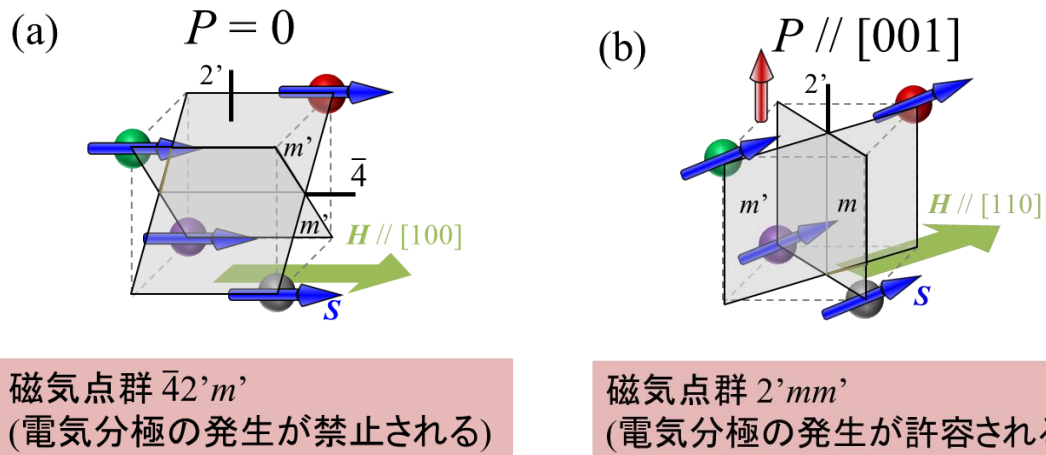 (a)
P = 0
2'
m'
4̅
m'
H // [100]
S
磁気点群 4̅2'm'
(電気分極の発生が禁止される)
(b)
P // [001]
2'
m'
m
H // [110]
S
磁気点群 2'mm'
(電気分極の発生が許容され